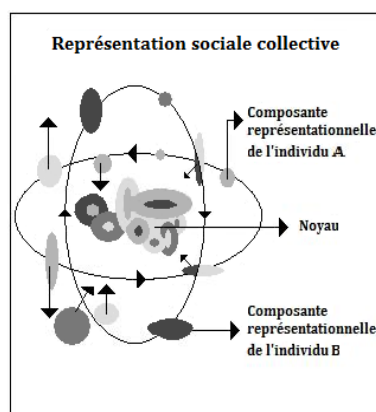 Représentation sociale collective
Composante
représentationnelle
de l'individu A
Noyau
Composante
représentationnelle
de l'individu B